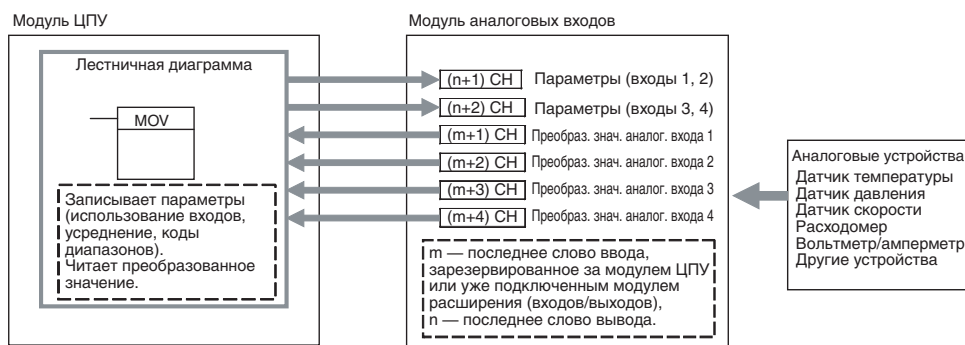 Модуль ЦПУ
Лестничная диаграмма
MOV
Записывает параметры
(использование входов,
усреднение, коды
диапазонов).
Читает преобразованное
значение.
Модуль аналоговых входов
(n+1) CH Параметры (входы 1, 2)
(n+2) CH Параметры (входы 3, 4)
(m+1) CH Преобраз. знач. аналог. входа 1
(m+2) CH Преобраз. знач. аналог. входа 2
(m+3) CH Преобраз. знач. аналог. входа 3
(m+4) CH Преобраз. знач. аналог. входа 4
m — последнее слово ввода,
зарезервированное за модулем ЦПУ
или уже подключенным модулем
расширения (входов/выходов),
n — последнее слово вывода.
Аналоговые устройства
Датчик температуры
Датчик давления
Датчик скорости
Расходомер
Вольтметр/амперметр
Другие устройства